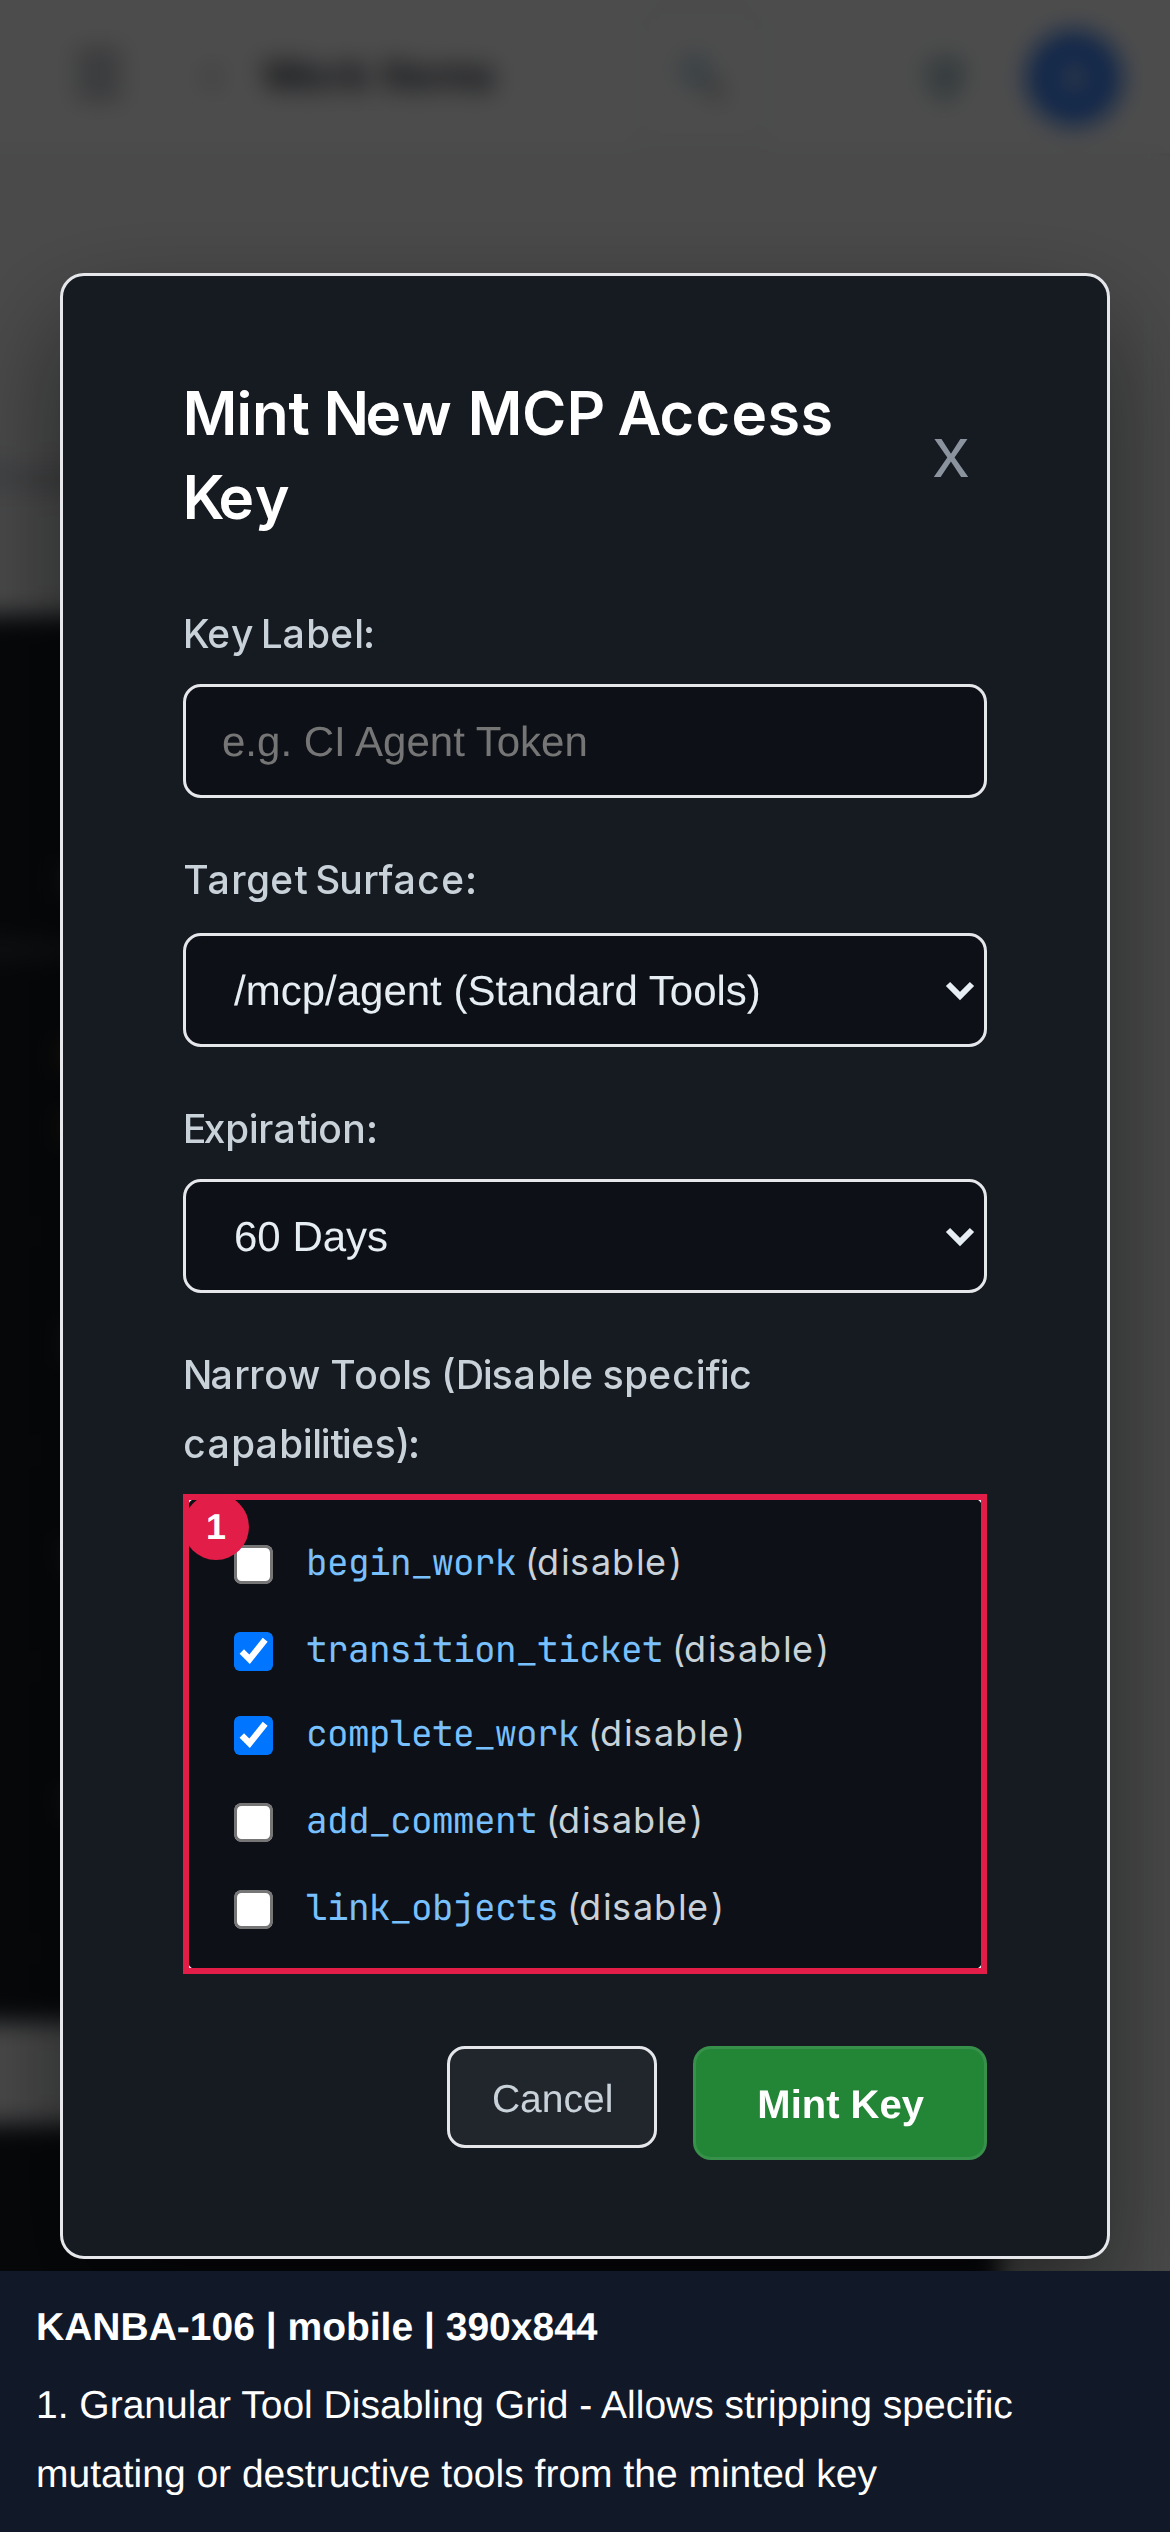 Mint New MCP Access
Key
X
Key Label:
e.g. CI Agent Token
Target Surface:
/mcp/agent (Standard Tools)
Expiration:
60 Days
Narrow Tools (Disable specific
capabilities):
1
begin_work (disable)
transition_ticket (disable)
complete_work (disable)
add_comment (disable)
link_objects (disable)
Cancel
Mint Key
KANBA-106 | mobile | 390x844
1. Granular Tool Disabling Grid - Allows stripping specific
mutating or destructive tools from the minted key